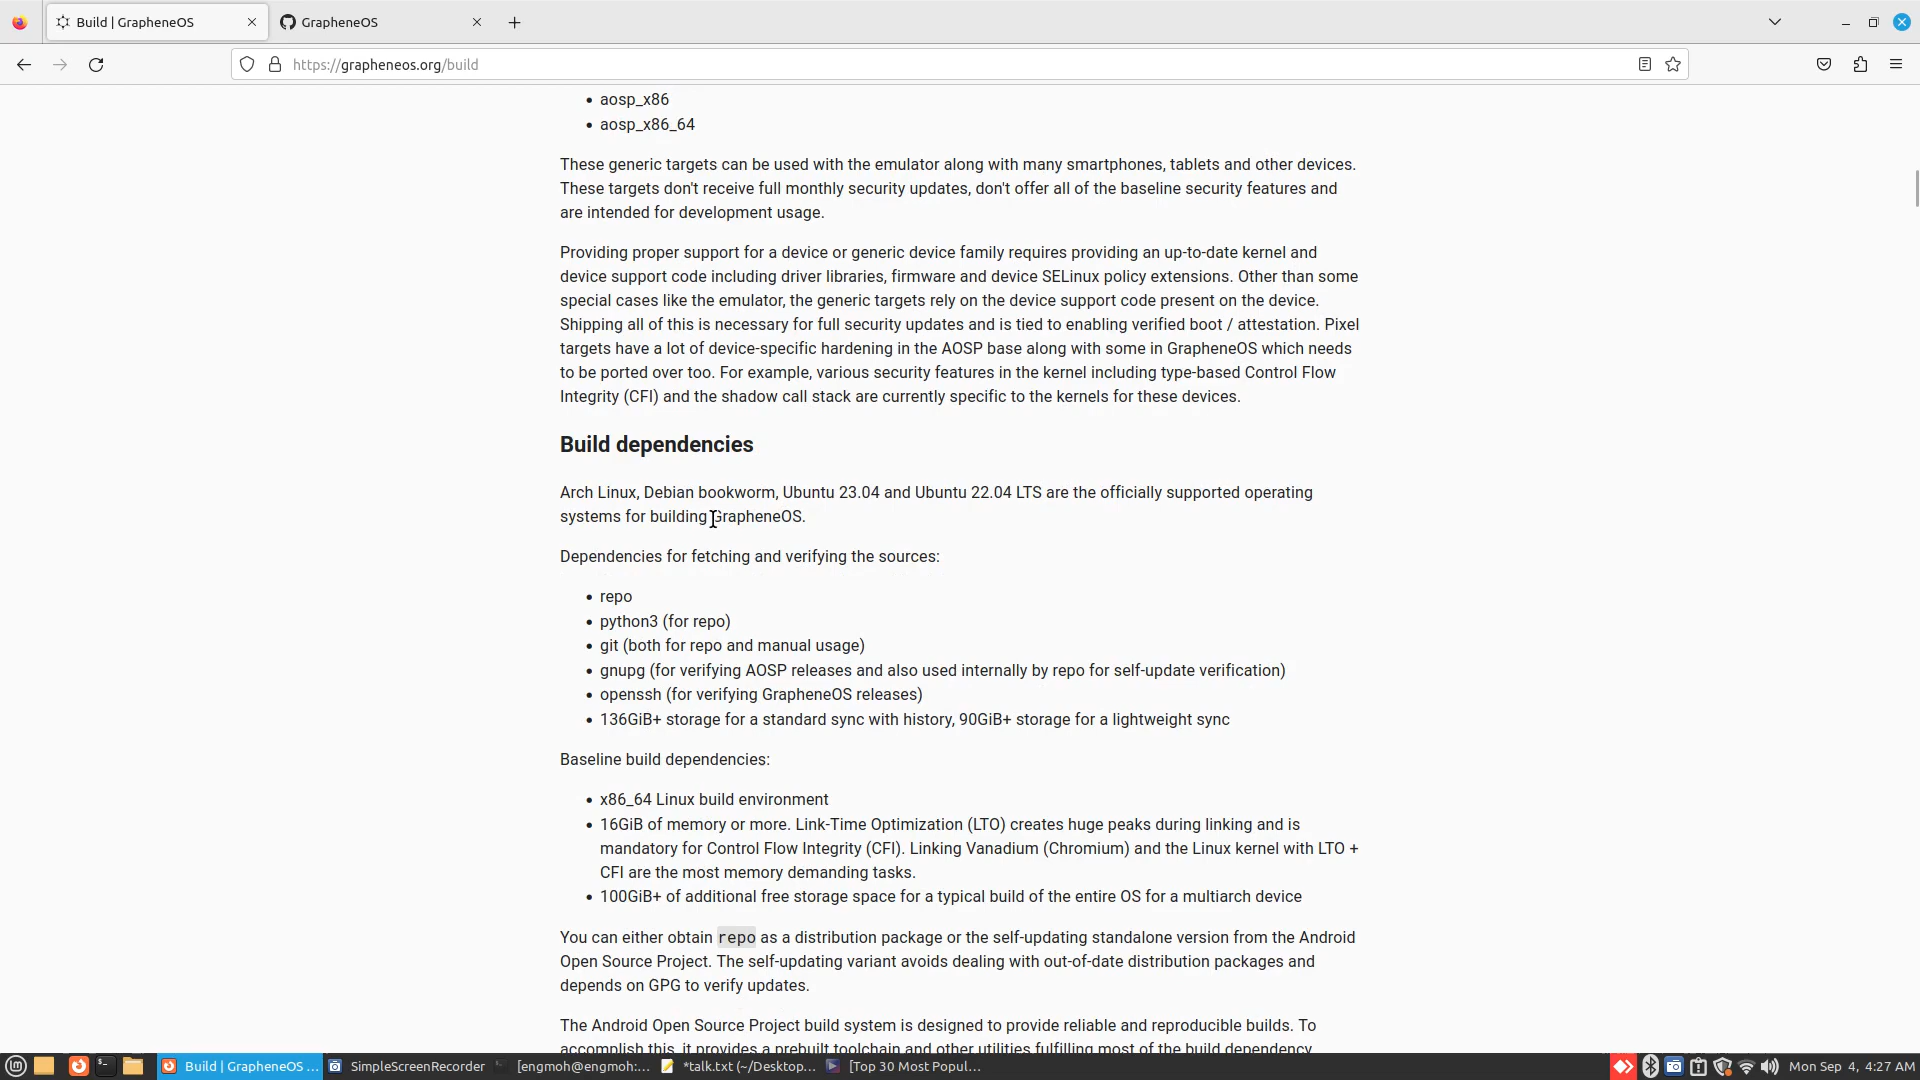 Build | GrapheneOS
GrapheneOS
https://grapheneos.org/build
aosp_x86
aosp_x86_64
These generic targets can be used with the emulator along with many smartphones, tablets and other devices.
These targets don't receive full monthly security updates, don't offer all of the baseline security features and
are intended for development usage.
Providing proper support for a device or generic device family requires providing an up-to-date kernel and
device support code including driver libraries, firmware and device SELinux policy extensions. Other than some
special cases like the emulator, the generic targets rely on the device support code present on the device.
Shipping all of this is necessary for full security updates and is tied to enabling verified boot / attestation. Pixel
targets have a lot of device-specific hardening in the AOSP base along with some in GrapheneOS which needs
to be ported over too. For example, various security features in the kernel including type-based Control Flow
Integrity (CFI) and the shadow call stack are currently specific to the kernels for these devices.
Build dependencies
Arch Linux, Debian bookworm, Ubuntu 23.04 and Ubuntu 22.04 LTS are the officially supported operating
systems for building GrapheneOS.
Dependencies for fetching and verifying the sources:
repo
python3 (for repo)
git (both for repo and manual usage)
gnupg (for verifying AOSP releases and also used internally by repo for self-update verification)
openssh (for verifying GrapheneOS releases)
136GiB+ storage for a standard sync with history, 90GiB+ storage for a lightweight sync
Baseline build dependencies:
x86_64 Linux build environment
16GiB of memory or more. Link-Time Optimization (LTO) creates huge peaks during linking and is
mandatory for Control Flow Integrity (CFI). Linking Vanadium (Chromium) and the Linux kernel with LTO +
CFI are the most memory demanding tasks.
100GiB+ of additional free storage space for a typical build of the entire OS for a multiarch device
You can either obtain repo as a distribution package or the self-updating standalone version from the Android
Open Source Project. The self-updating variant avoids dealing with out-of-date distribution packages and
depends on GPG to verify updates.
The Android Open Source Project build system is designed to provide reliable and reproducible builds. To
accomplish this, it provides a prebuilt toolchain and other utilities fulfilling most of the build dependency
Build | GrapheneOS ...
SimpleScreenRecorder
[engmoh@engmoh:...
*talk.txt (~/Desktop...
[Top 30 Most Popul...
Mon Sep 4, 4:27 AM